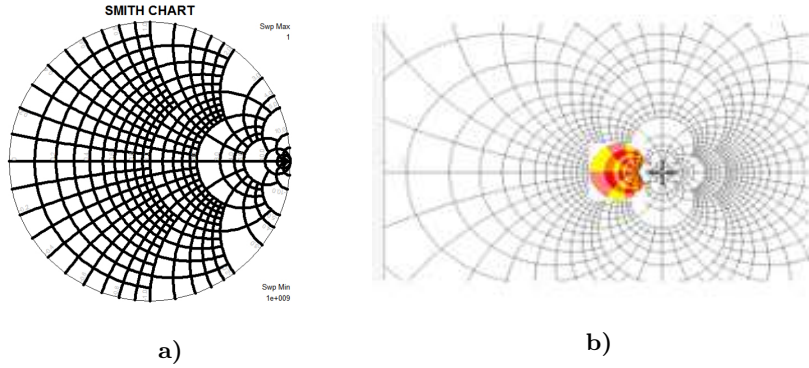 SMITH CHART
Swp Max
1
Swp Min
1e+009
a)
b)